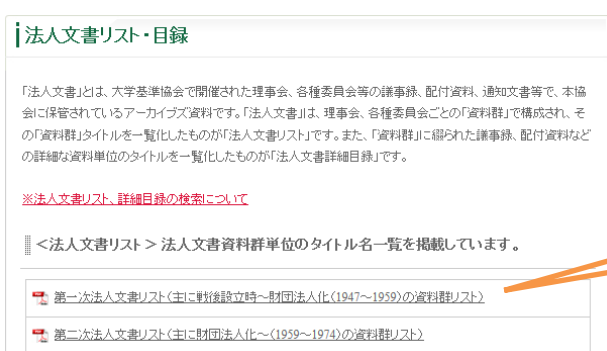 法人文書リスト・目録
「法人文書」とは、大学基準協会で開催された理事会、各種委員会等の議事録、配付資料、通知文書等で、本協
会に保管されているアーカイブズ資料です。「法人文書」は、理事会、各種委員会ごとの「資料群」で構成され、そ
の「資料群」タイトルを一覧化したものが「法人文書リスト」です。また、「資料群」に綴られた議事録、配付資料など
の詳細な資料単位のタイトルを一覧化したものが「法人文書詳細目録」です。
※法人文書リスト、詳細目録の検索について
＜法人文書リスト＞法人文書資料群単位のタイトル名一覧を掲載しています。
第一次法人文書リスト（主に戦後設立時～財団法人化（1947～1959）の資料群リスト）
第二次法人文書リスト（主に財団法人化～（1959～1974）の資料群リスト）